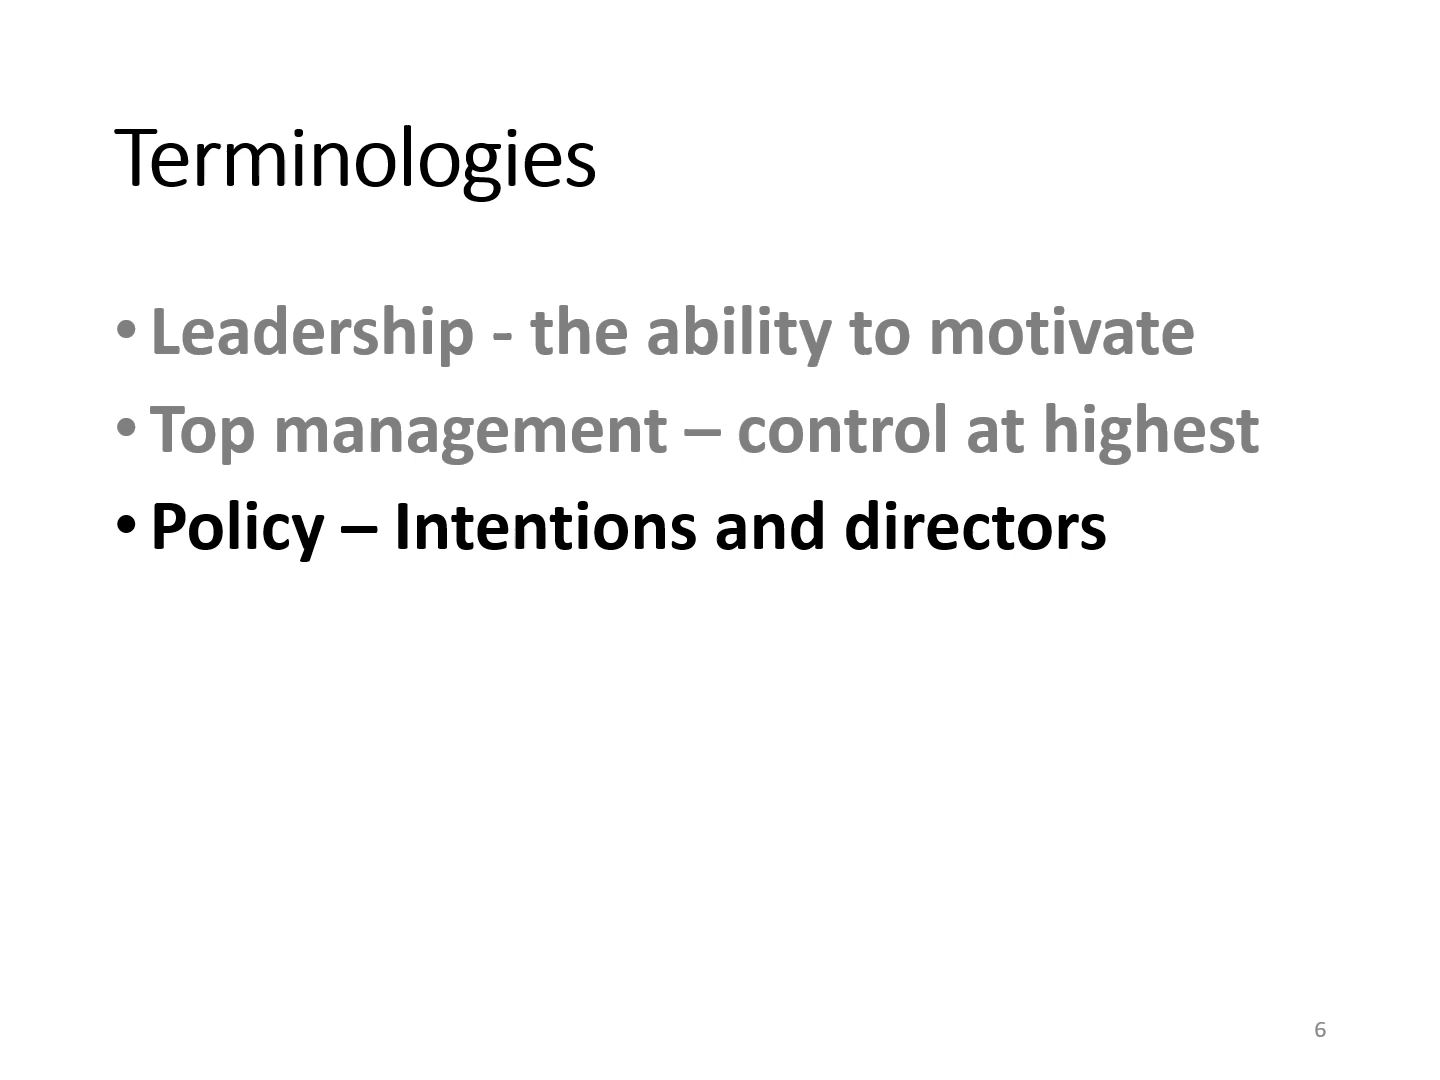 Terminologies
• Leadership - the ability to motivate
• Top management – control at highest
• Policy – Intentions and directors
6